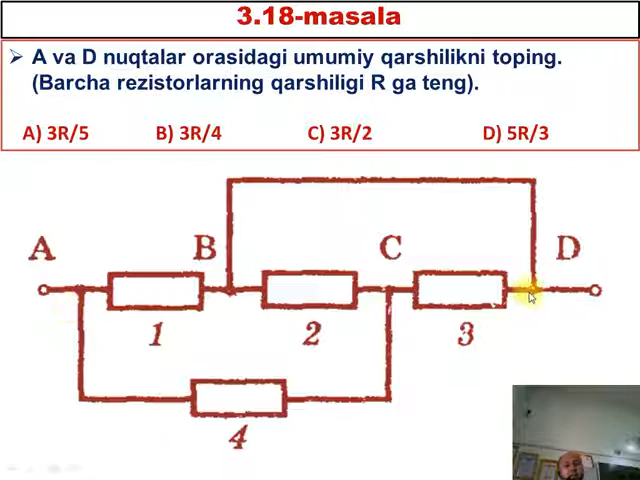 3.18-masala
➢ A va D nuqtalar orasidagi umumiy qarshilikni toping.
(Barcha rezistorlarning qarshiligi R ga teng).
A) 3R/5 B) 3R/4 C) 3R/2 D) 5R/3
A B C D
1 2 3
4